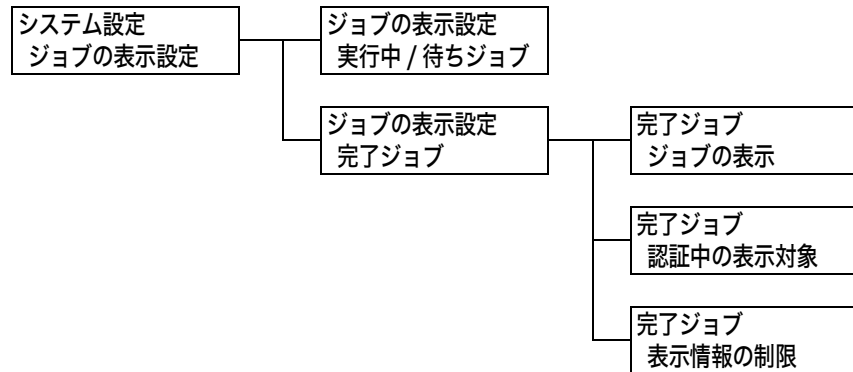 システム設定
ジョブの表示設定
ジョブの表示設定
実行中 / 待ちジョブ
ジョブの表示設定
完了ジョブ
完了ジョブ
ジョブの表示
完了ジョブ
認証中の表示対象
完了ジョブ
表示情報の制限